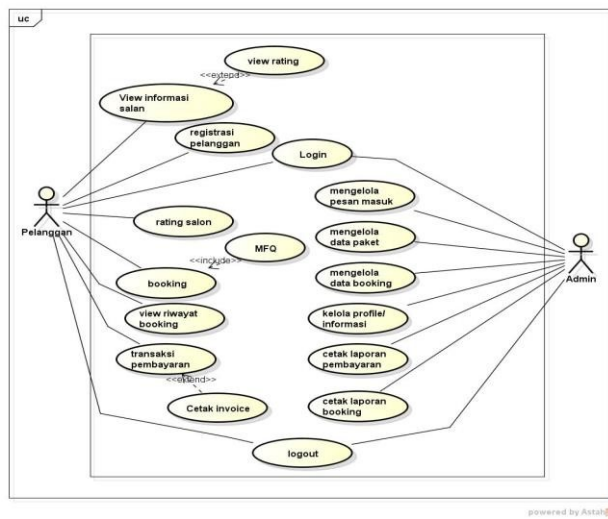 uc
view rating
<<extend>>
View informasi
salan
registrasi
pelanggan
Login
mengelola
pesan masuk
rating salon
Pelanggan
MFQ
mengelola
data paket
<<include>>
Admin
booking
mengelola
data booking
view riwayat
booking
kelola profile/
informasi
transaksi
pembayaran
cetak laporan
pembayaran
<<extend>>
Cetak invoice
cetak laporan
booking
logout
powered by Astah